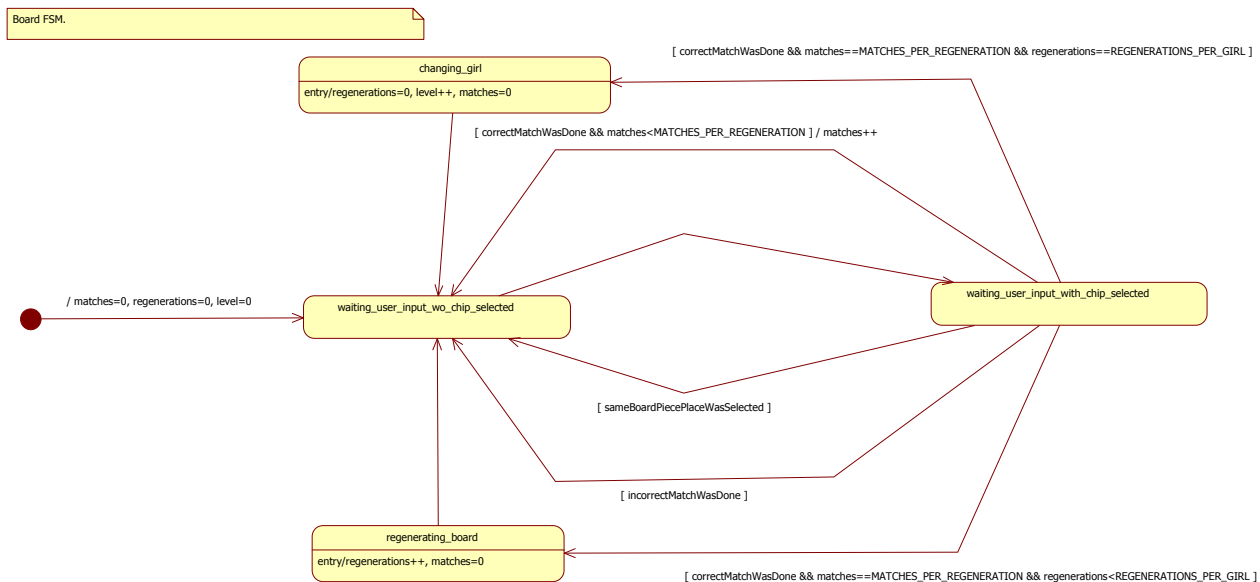 Board FSM.
[ correctMatchWasDone && matches==MATCHES_PER_REGENERATION && regenerations==REGENERATIONS_PER_GIRL ]
changing_girl
entry/regenerations=0, level++, matches=0
[ correctMatchWasDone && matches<MATCHES_PER_REGENERATION ] / matches++
/ matches=0, regenerations=0, level=0
waiting_user_input_wo_chip_selected
waiting_user_input_with_chip_selected
[ sameBoardPiecePlaceWasSelected ]
[ incorrectMatchWasDone ]
regenerating_board
entry/regenerations++, matches=0
[ correctMatchWasDone && matches==MATCHES_PER_REGENERATION && regenerations<REGENERATIONS_PER_GIRL ]